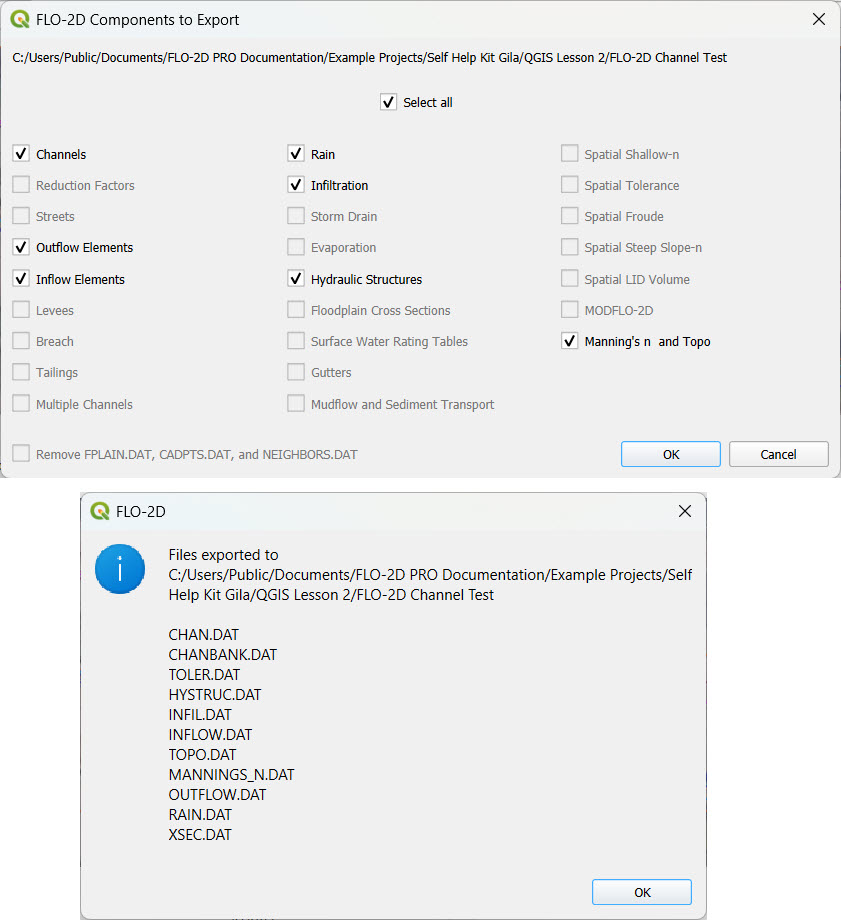 FLO-2D Components to Export
C:/Users/Public/Documents/FLO-2D PRO Documentation/Example Projects/Self Help Kit Gila/QGIS Lesson 2/FLO-2D Channel Test
Select all
Channels
Reduction Factors
Streets
Outflow Elements
Inflow Elements
Levees
Breach
Tailings
Multiple Channels
Rain
Infiltration
Storm Drain
Evaporation
Hydraulic Structures
Floodplain Cross Sections
Surface Water Rating Tables
Gutters
Mudflow and Sediment Transport
Spatial Shallow-n
Spatial Tolerance
Spatial Froude
Spatial Steep Slope-n
Spatial LID Volume
MODFLO-2D
Manning's n and Topo
Remove FPLAIN.DAT, CADPTS.DAT, and NEIGHBORS.DAT
OK
Cancel
FLO-2D
Files exported to
C:/Users/Public/Documents/FLO-2D PRO Documentation/Example Projects/Self
Help Kit Gila/QGIS Lesson 2/FLO-2D Channel Test
CHAN.DAT
CHANBANK.DAT
TOLER.DAT
HYSTRUC.DAT
INFIL.DAT
INFLOW.DAT
TOPO.DAT
MANNINGS_N.DAT
OUTFLOW.DAT
RAIN.DAT
XSEC.DAT
OK